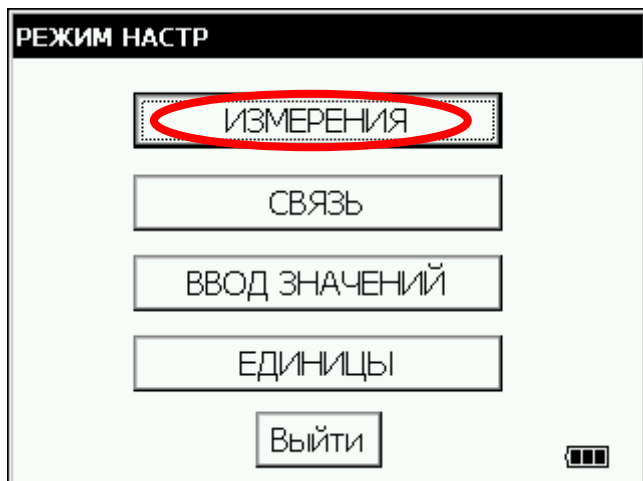 РЕЖИМ НАСТР
ИЗМЕРЕНИЯ
СВЯЗЬ
ВВОД ЗНАЧЕНИЙ
ЕДИНИЦЫ
Выйти